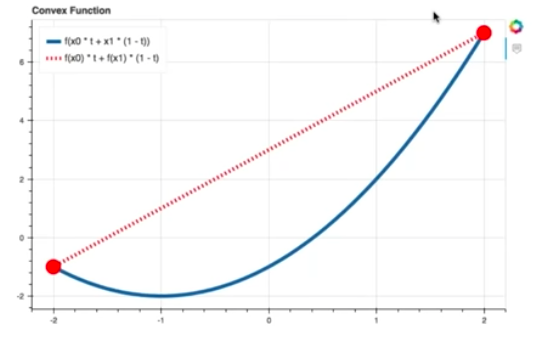 Convex Function
f(x0 * t + x1 * (1 - t))
f(x0) * t + f(x1) * (1 - t)
6
4
2
0
-2
-2 -1 0 1 2